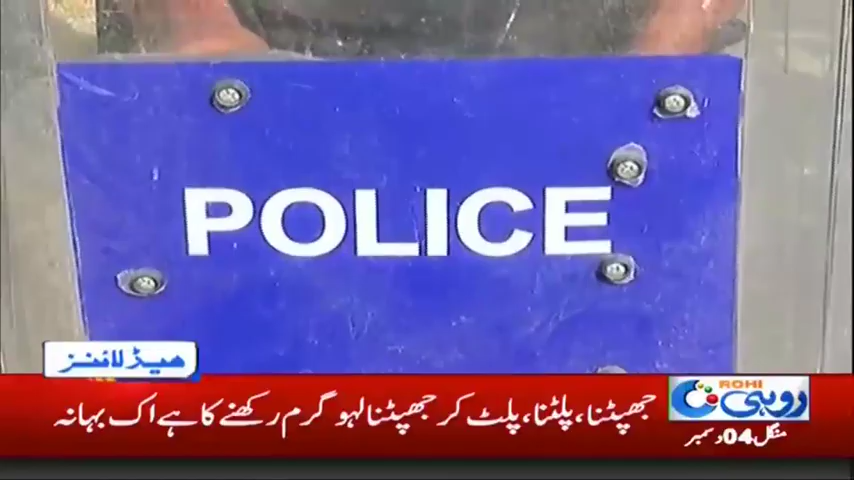 POLICE
ہیڈ لائنز
جھپٹنا، پلٹنا، پلٹ کر جھپٹنا لہو گرم رکھنے کا ہے اک بہانہ
ROHI
روہی
منگل 04 دسمبر